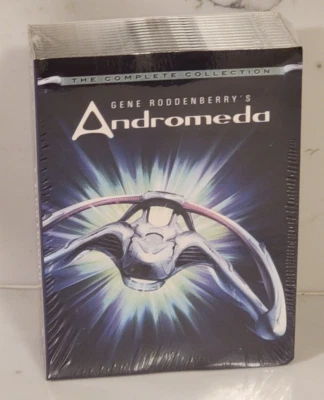 THE COMPLETE COLLECTION
GENE RODDENBERRY'S
Andromeda